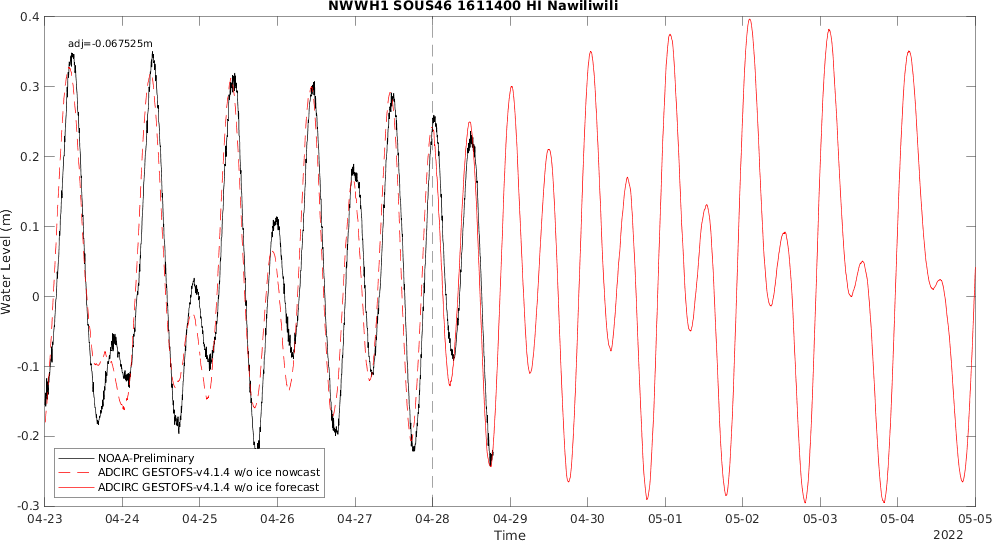 NWWH1 SOUS46 1611400 HI Nawiliwili
adj=-0.067525m
0.4
0.3
0.2
0.1
0
-0.1
-0.2
-0.3
Water Level (m)
NOAA-Preliminary
ADCIRC GESTOFS-v4.1.4 w/o ice nowcast
ADCIRC GESTOFS-v4.1.4 w/o ice forecast
04-23 04-24 04-25 04-26 04-27 04-28 04-29 04-30 05-01 05-02 05-03 05-04 05-05
Time
2022